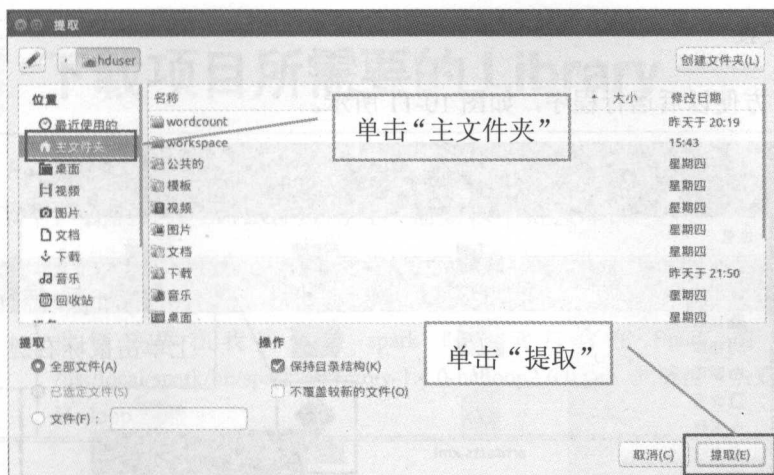 提取
hduser
创建文件夹(L)
位置
最近使用的
主文件夹
桌面
视频
图片
文档
下载
音乐
回收站
名称
大小
修改日期
wordcount
昨天于 20:19
workspace
15:43
公共的
星期四
模板
星期四
视频
星期四
图片
星期四
文档
星期四
下载
昨天于 21:50
音乐
星期四
桌面
星期四
单击“主文件夹”
提取
全部文件(A)
已选定文件(S)
文件(F)：
操作
保持目录结构(K)
不覆盖较新的文件(O)
单击“提取”
取消(C)
提取(E)